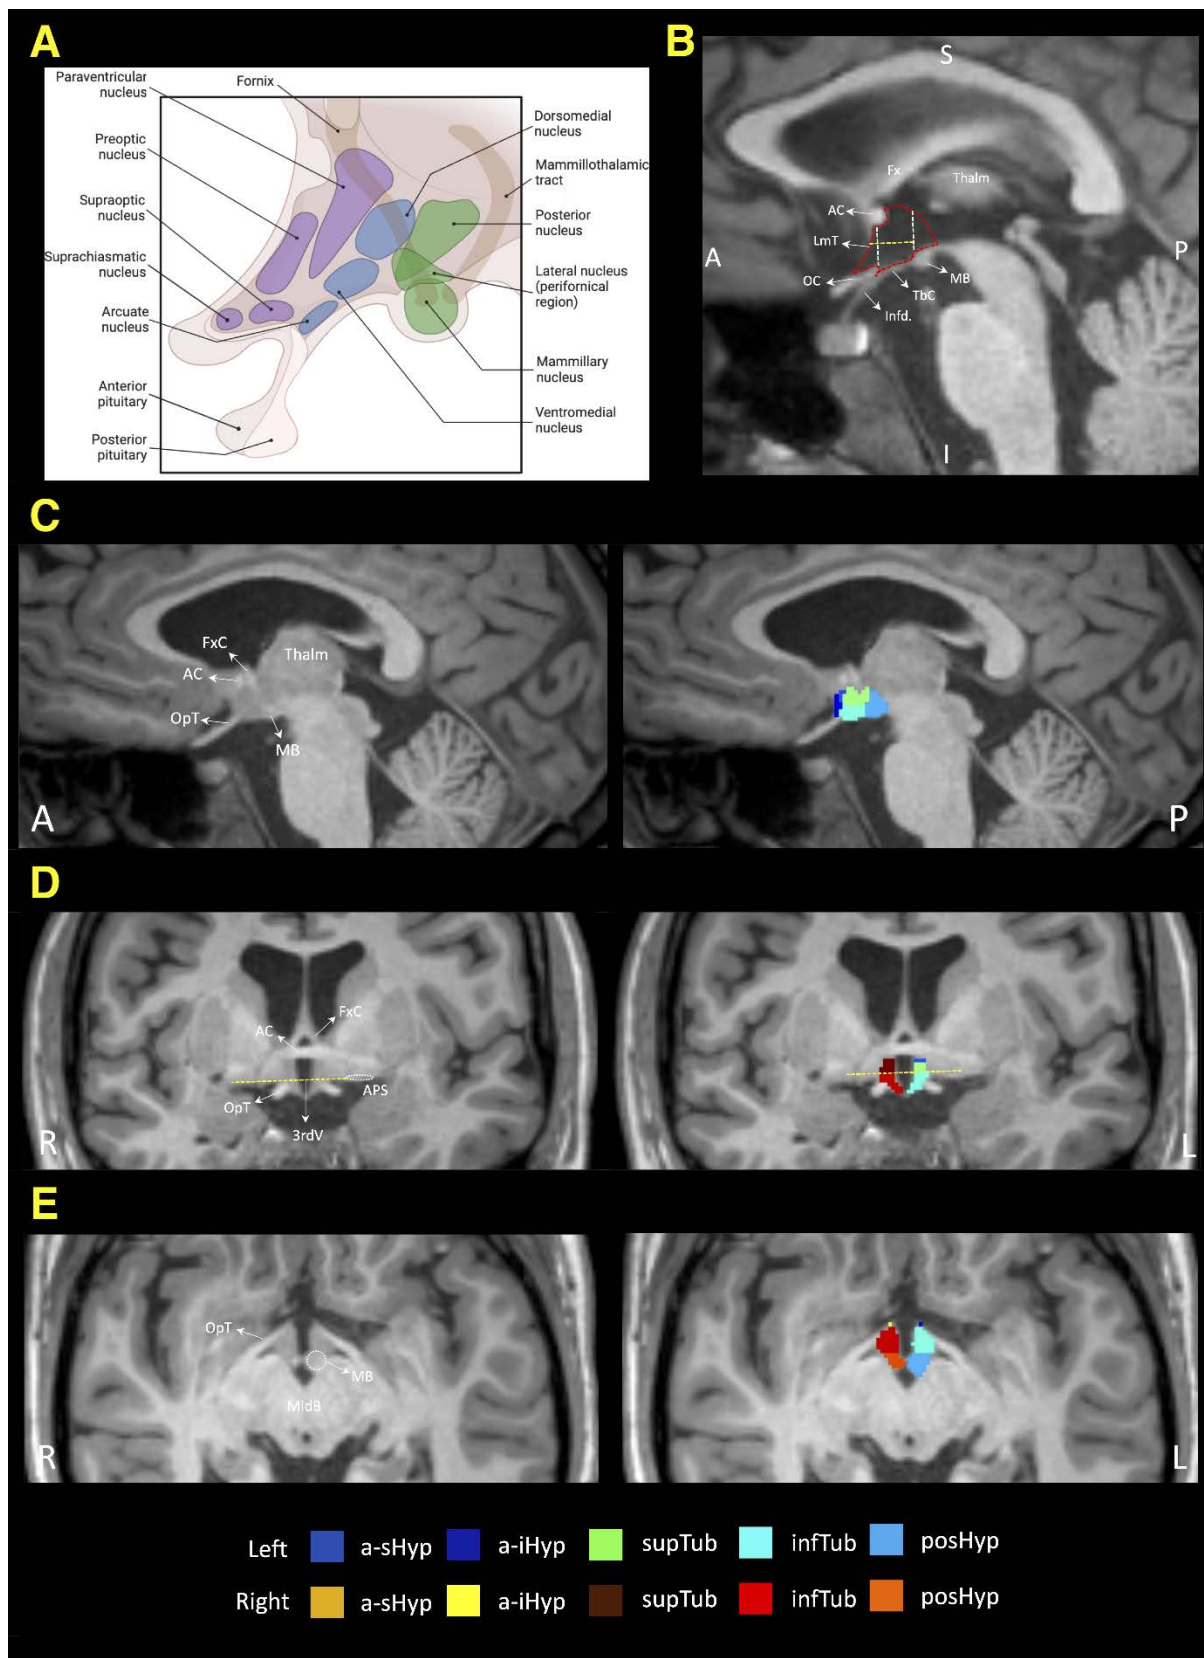 A
Paraventricular
nucleus
Fornix
Preoptic
nucleus
Supraoptic
nucleus
Suprachiasmatic
nucleus
Arcuate
nucleus
Anterior
pituitary
Posterior
pituitary
Dorsomedial
nucleus
Mammillothalamic
tract
Posterior
nucleus
Lateral nucleus
(perifornical
region)
Mammillary
nucleus
Ventromedial
nucleus
B
S
Fx
Thalm
AC
LmT
A
P
OC
MB
TbC
Infd.
I
C
FxC
Thalm
AC
OpT
MB
A
P
D
FxC
AC
APS
OpT
3rdV
R
L
E
OpT
MB
MidB
R
L
Left a-sHyp a-iHyp supTub infTub posHyp
Right a-sHyp a-iHyp supTub infTub posHyp